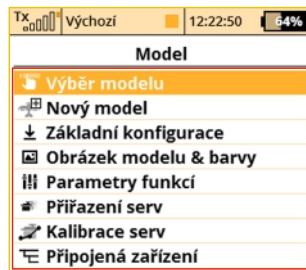 Tx Výchozí 12:22:50 64%
Model
Výběr modelu
Nový model
Základní konfigurace
Obrázek modelu & barvy
Parametry funkcí
Přiřazení serv
Kalibrace serv
Připojená zařízení